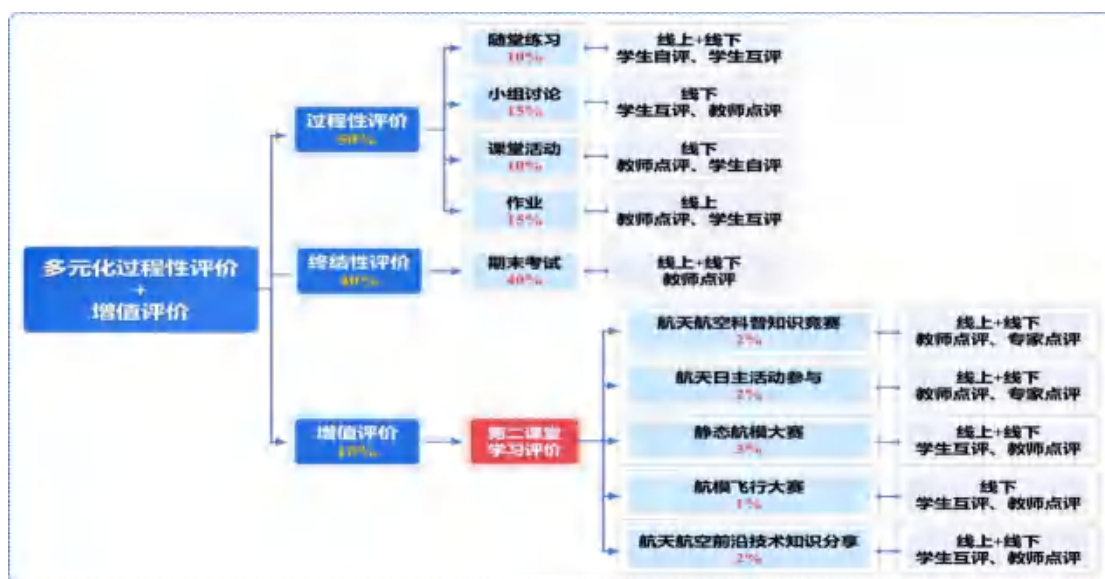 随堂练习
10%
线上+线下
学生自评、学生互评
小组讨论
15%
线下
学生互评、教师点评
过程性评价
50%
课堂活动
10%
线下
教师点评、学生自评
作业
15%
线上
教师点评、学生互评
多元化过程性评价
+
增值评价
终结性评价
40%
期末考试
40%
线上+线下
教师点评
航天航空科普知识竞赛
2%
线上+线下
教师点评、专家点评
航天日主活动参与
2%
线上+线下
教师点评、专家点评
增值评价
10%
第二课堂
学习评价
静态航模大赛
3%
线上+线下
学生互评、教师点评
航模飞行大赛
1%
线下
学生互评、教师点评
航天航空前沿技术知识分享
2%
线上+线下
学生互评、教师点评